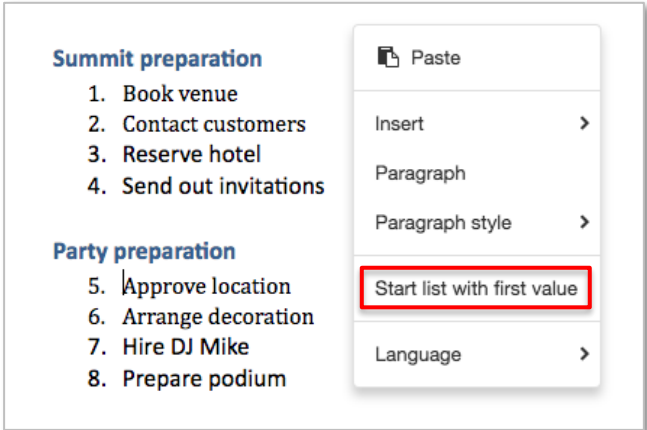 Summit preparation
1. Book venue
2. Contact customers
3. Reserve hotel
4. Send out invitations
Party preparation
5. Approve location
6. Arrange decoration
7. Hire DJ Mike
8. Prepare podium
Paste
Insert
Paragraph
Paragraph style
Start list with first value
Language